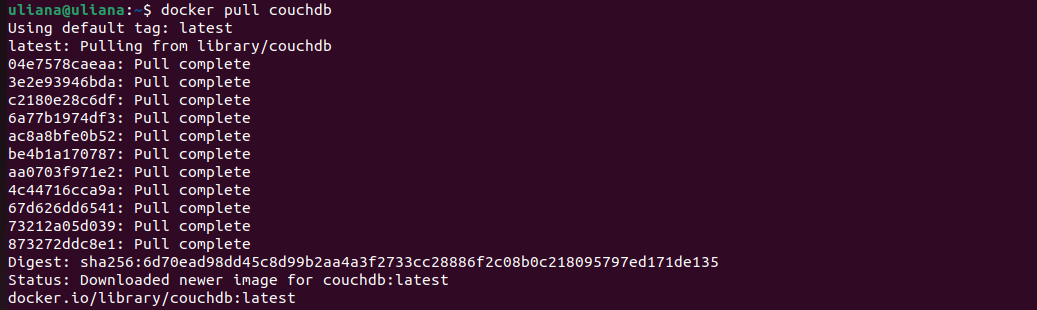 uliana@uliana:~$ docker pull couchdb
Using default tag: latest
latest: Pulling from library/couchdb
04e7578caeaa: Pull complete
3e2e93946bda: Pull complete
c2180e28c6df: Pull complete
6a77b1974df3: Pull complete
ac8a8bfe0b52: Pull complete
be4b1a170787: Pull complete
aa0703f971e2: Pull complete
4c44716cca9a: Pull complete
67d626dd6541: Pull complete
73212a05d039: Pull complete
873272ddc8e1: Pull complete
Digest: sha256:6d70ead98dd45c8d99b2aa4a3f2733cc28886f2c08b0c218095797ed171de135
Status: Downloaded newer image for couchdb:latest
docker.io/library/couchdb:latest